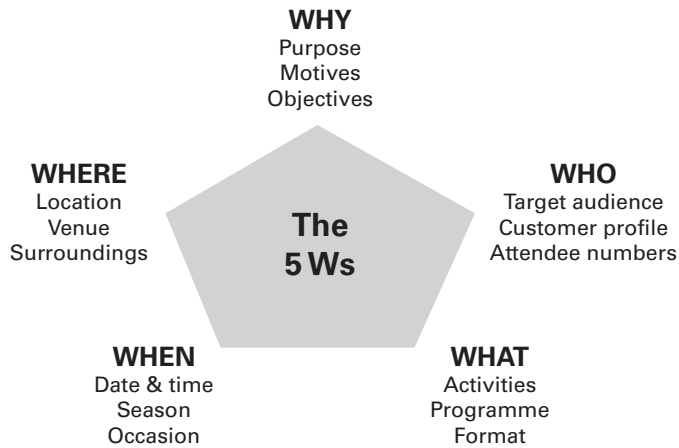 WHY
Purpose
Motives
Objectives
WHERE
Location
Venue
Surroundings
WHO
Target audience
Customer profile
Attendee numbers
The
5 Ws
WHEN
Date & time
Season
Occasion
WHAT
Activities
Programme
Format